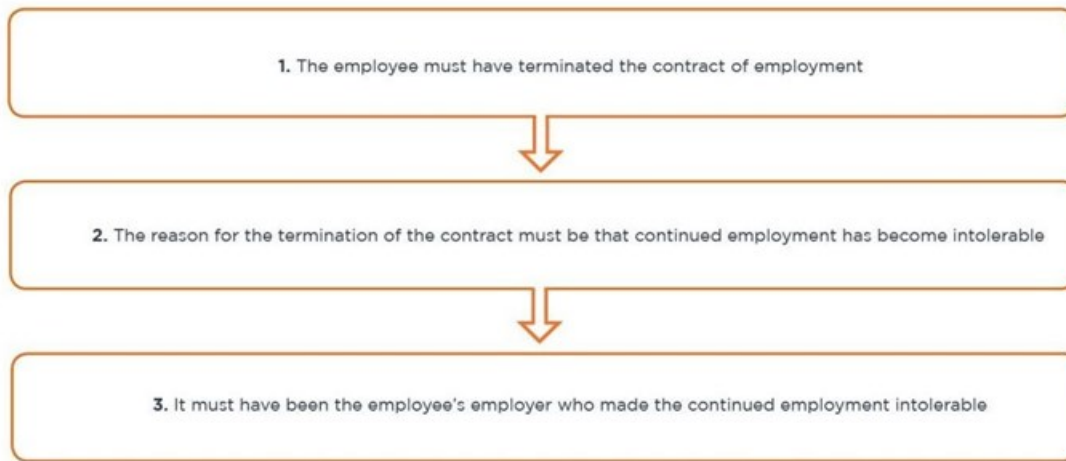 1. The employee must have terminated the contract of employment
2. The reason for the termination of the contract must be that continued employment has become intolerable
3. It must have been the employee's employer who made the continued employment intolerable